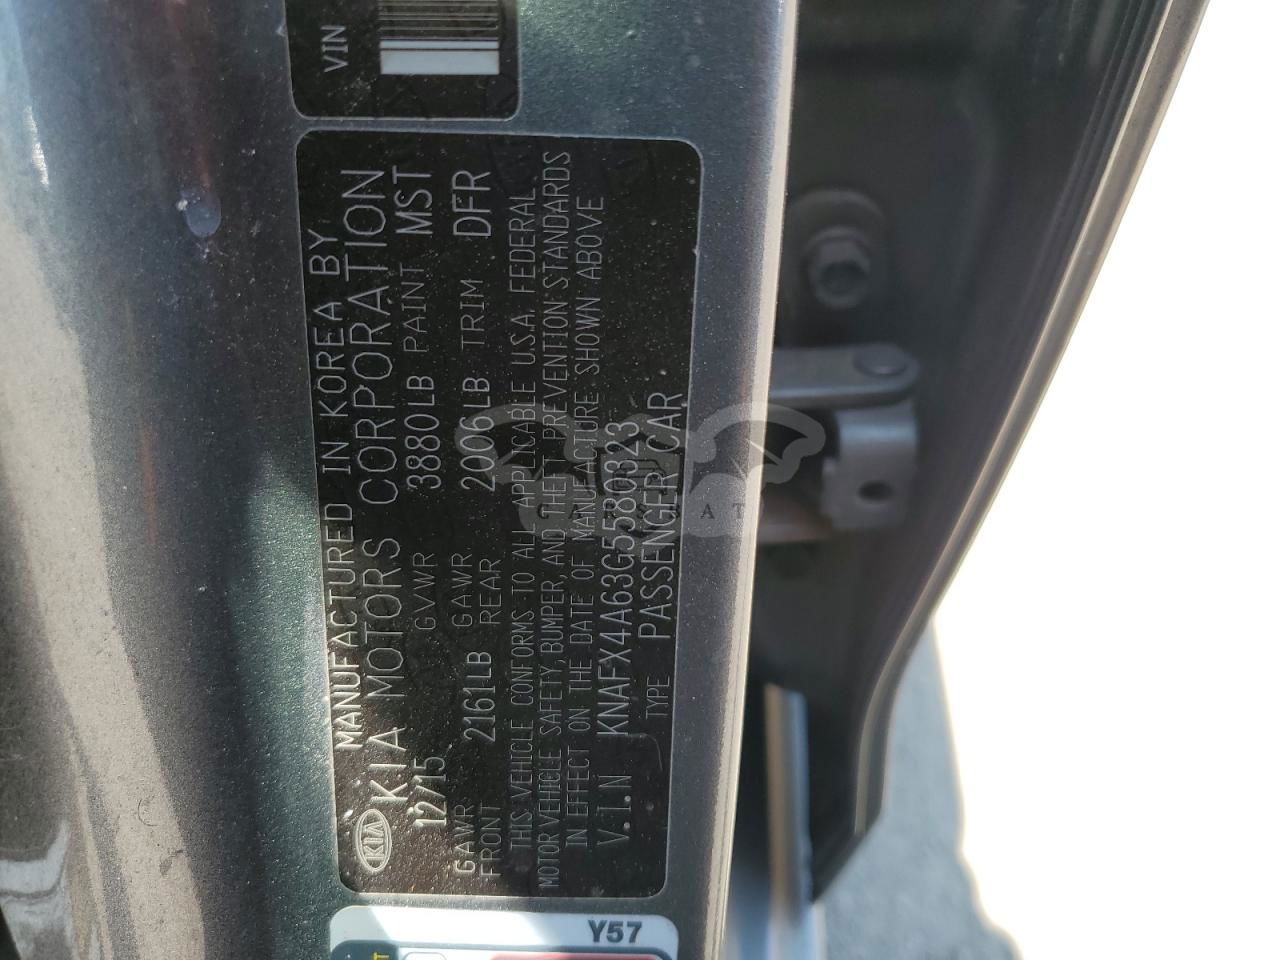 VIN
MANUFACTURED IN KOREA BY
KIA KIA MOTORS CORPORATION
12/15 GVWR 3880LB PAINT MST
GAWR FRONT 2161LB GAWR REAR 2006LB TRIM DFR
THIS VEHICLE CONFORMS TO ALL APPLICABLE U.S.A. FEDERAL
MOTOR VEHICLE SAFETY, BUMPER, AND THEFT PREVENTION STANDARDS
IN EFFECT ON THE DATE OF MANUFACTURE SHOWN ABOVE
V.I.N KNAFX4A63G5580823
TYPE PASSENGER CAR
Y57